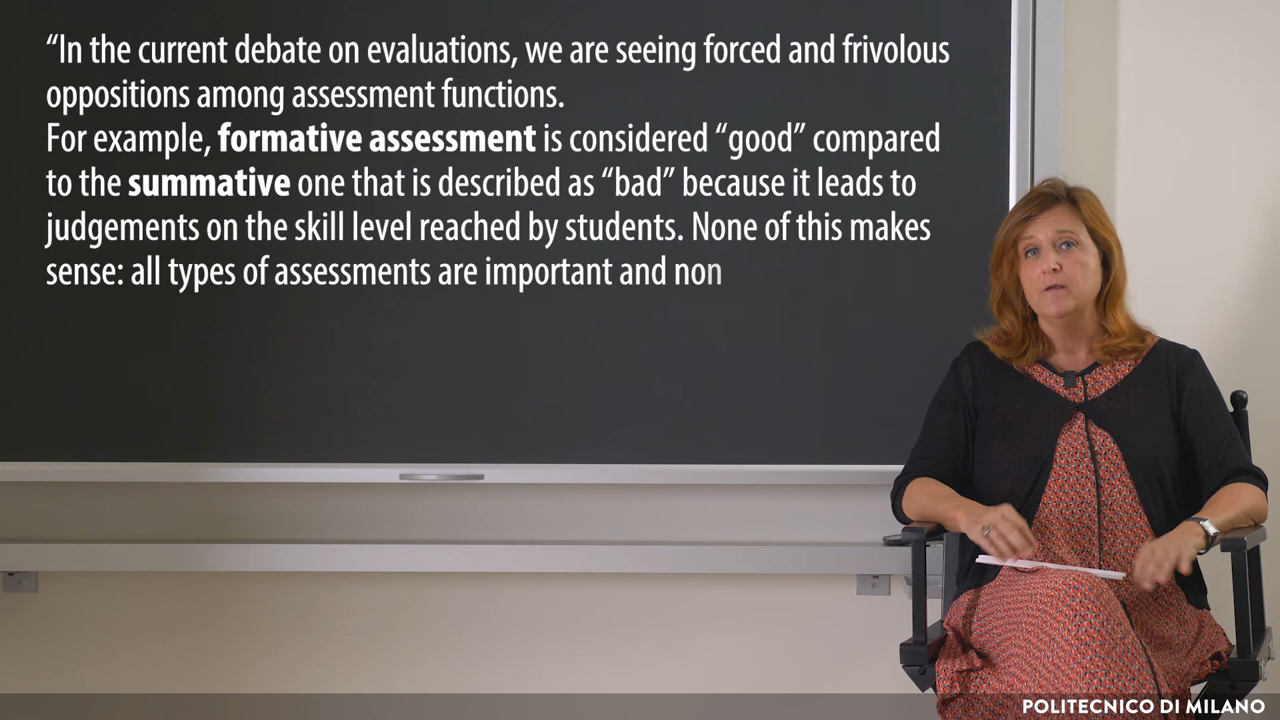 “In the current debate on evaluations, we are seeing forced and frivolous
oppositions among assessment functions.
For example, formative assessment is considered “good” compared
to the summative one that is described as “bad” because it leads to
judgements on the skill level reached by students. None of this makes
sense: all types of assessments are important and non
POLITECNICO DI MILANO